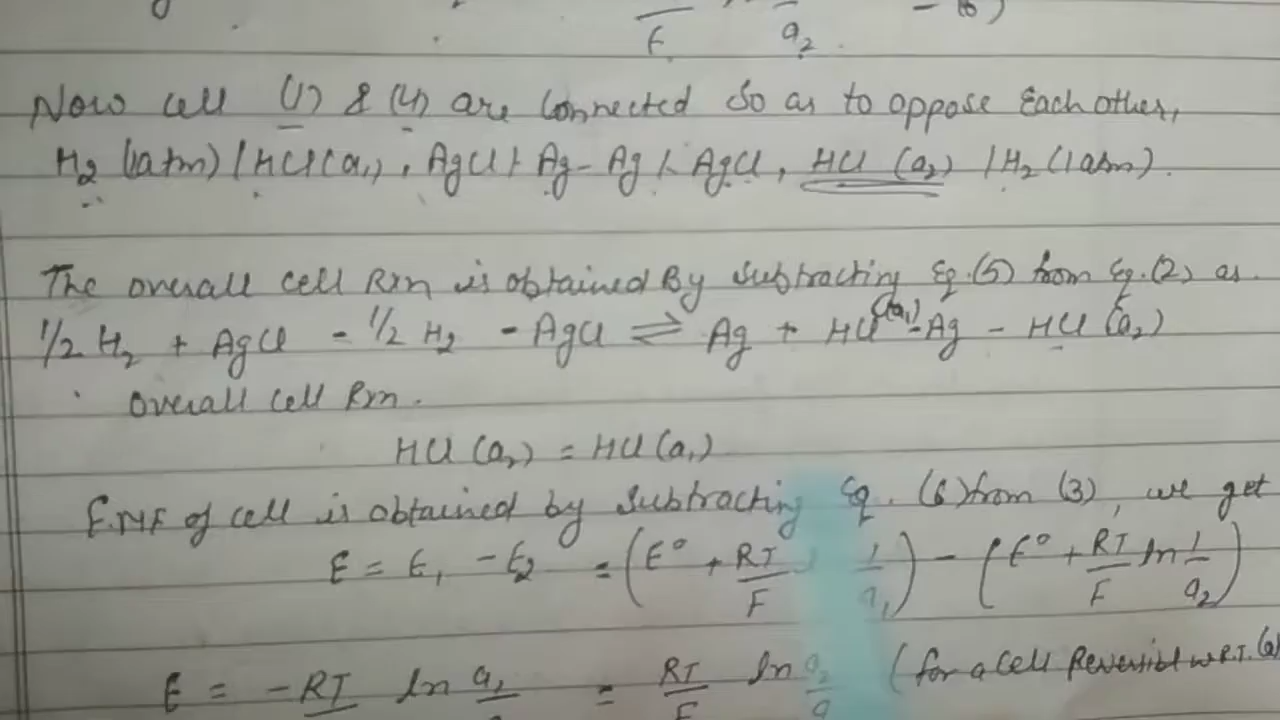 F a₂ - (6)
Now cell (1) & (4) are connected so as to oppose each other,
H₂ (1atm) / HCl (a₁), AgCl / Ag - Ag / AgCl, HCl (a₂) / H₂ (1atm).
The overall cell Rxn is obtained By subtracting Eq.(5) from Eq.(2) as
1/2 H₂ + AgCl - 1/2 H₂ - AgCl ⇌ Ag + HCl (a₁) - Ag - HCl (a₂)
Overall cell Rxn.
HCl (a₂) = HCl (a₁)
E.M.F of cell is obtained by subtracting Eq. (6) from (3), we get
E = E₁ - E₂ = (E° + RT/F 1/a₁) - (E° + RT/F ln 1/a₂)
E = -RT ln a₁ = RT/F ln a₂/a (for a cell Reversible w.R.T.